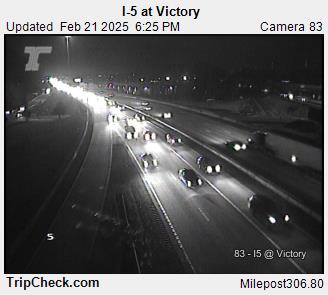 I-5 at Victory
Updated Feb 21 2025 6:25 PM Camera 83
T
S
83 - I5 @ Victory
TripCheck.com Milepost306.80